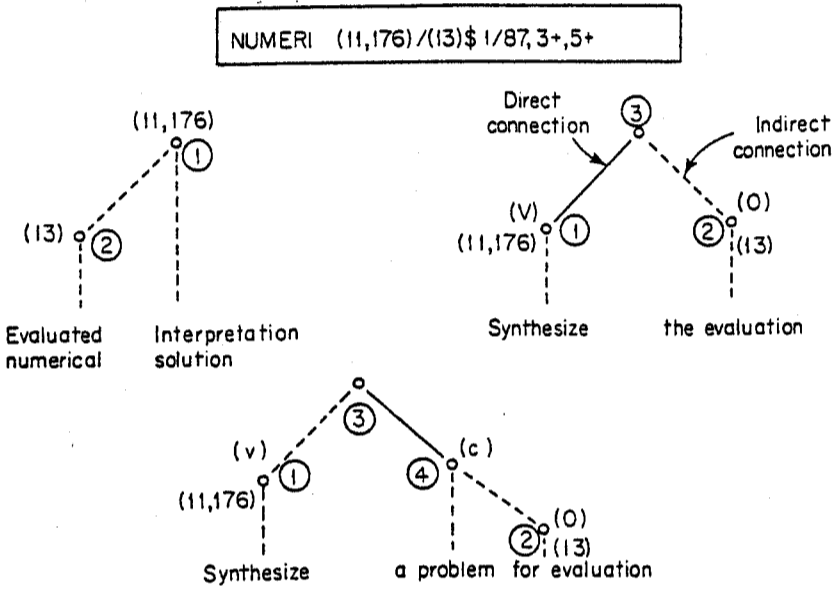 NUMERI (11,176)/(13)$ 1/87, 3+,5+
(11,176)
1
(13)
2
Evaluated
numerical
Interpretation
solution
Direct
connection
3
Indirect
connection
(V)
(11,176)
1
(O)
2
(13)
Synthesize
the evaluation
3
(v)
1
(11,176)
4
(c)
(O)
2
(13)
Synthesize
a problem
for evaluation